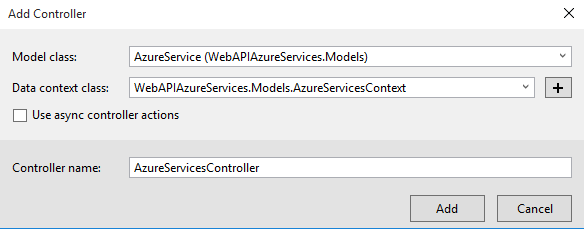 Add Controller
Model class: AzureService (WebAPIAzureServices.Models)
Data context class: WebAPIAzureServices.Models.AzureServicesContext +
Use async controller actions
Controller name: AzureServicesController
Add Cancel